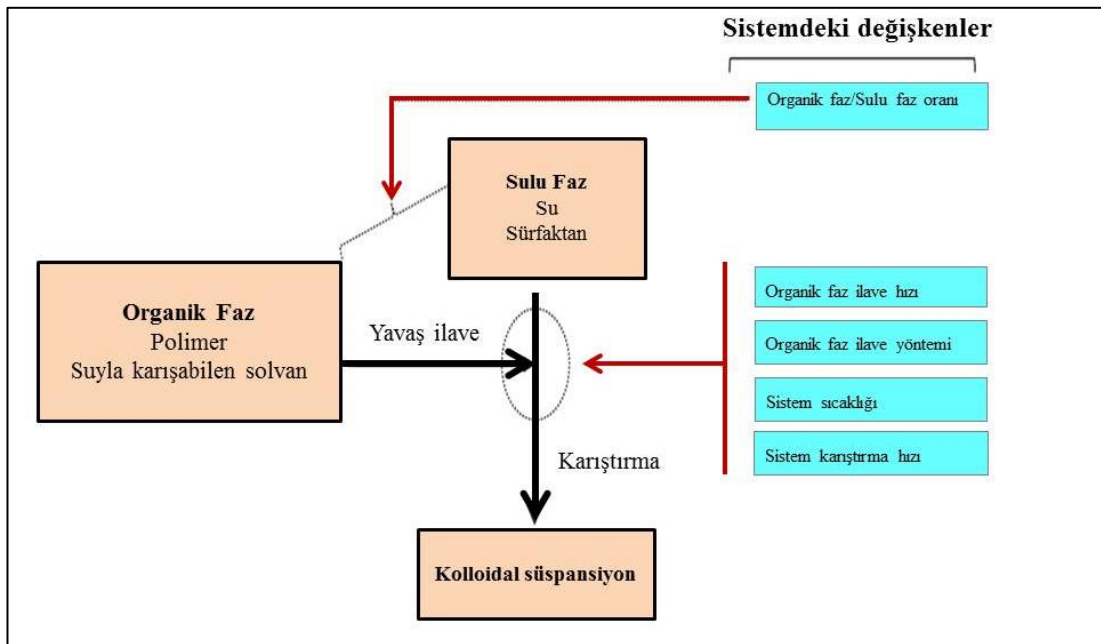 Sistemdeki değişkenler
Organik faz/Sulu faz oranı
Sulu Faz
Su
Sürfaktan
Organik Faz
Polimer
Suyla karışabilen solvan
Yavaş ilave
Organik faz ilave hızı
Organik faz ilave yöntemi
Sistem sıcaklığı
Sistem karıştırma hızı
Karıştırma
Kolloidal süspansiyon